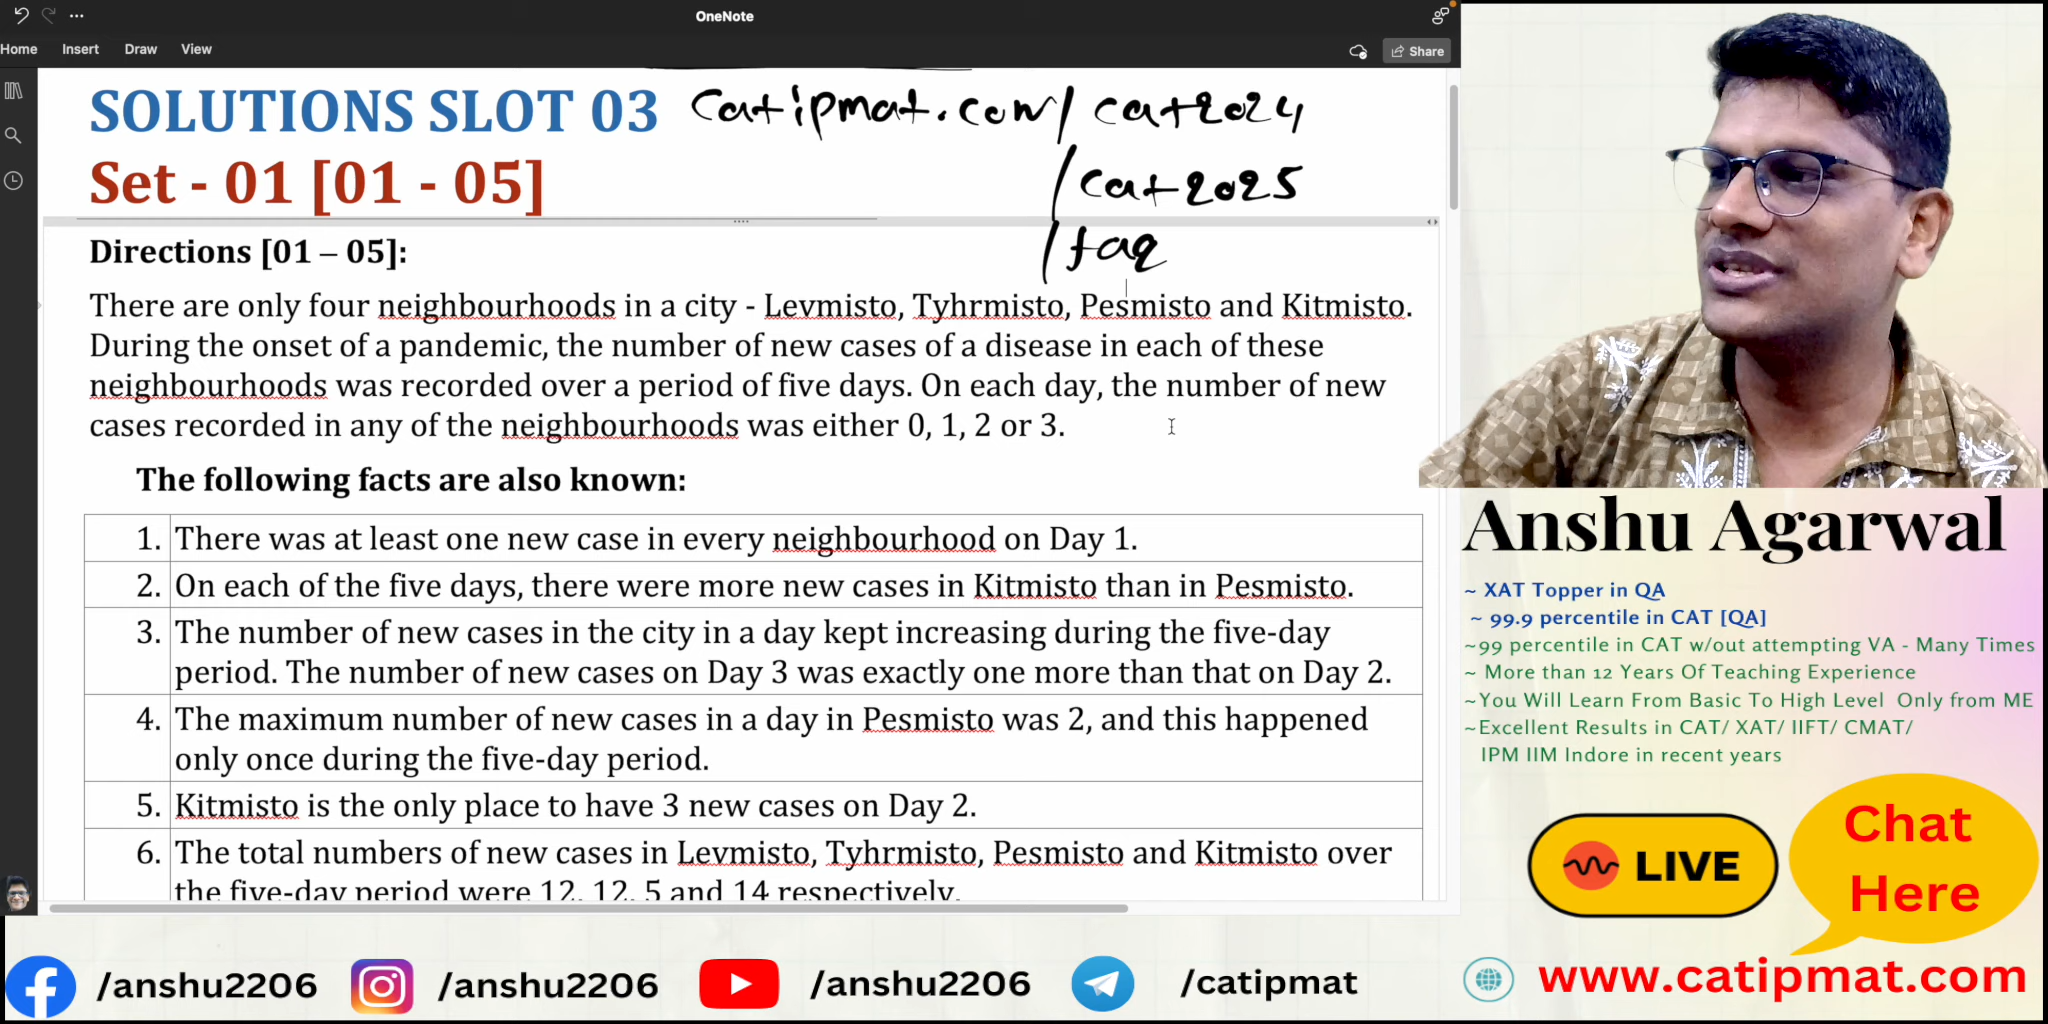 OneNote
Home Insert Draw View
Share
SOLUTIONS SLOT 03
catipmat.com/cat2024
Set - 01 [01 - 05]
/cat2025
Directions [01 – 05]:
/faq
There are only four neighbourhoods in a city - Levmisto, Tyhrmisto, Pesmisto and Kitmisto.
During the onset of a pandemic, the number of new cases of a disease in each of these
neighbourhoods was recorded over a period of five days. On each day, the number of new
cases recorded in any of the neighbourhoods was either 0, 1, 2 or 3.
The following facts are also known:
1. There was at least one new case in every neighbourhood on Day 1.
2. On each of the five days, there were more new cases in Kitmisto than in Pesmisto.
3. The number of new cases in the city in a day kept increasing during the five-day
period. The number of new cases on Day 3 was exactly one more than that on Day 2.
4. The maximum number of new cases in a day in Pesmisto was 2, and this happened
only once during the five-day period.
5. Kitmisto is the only place to have 3 new cases on Day 2.
6. The total numbers of new cases in Levmisto, Tyhrmisto, Pesmisto and Kitmisto over
the five-day period were 12, 12, 5 and 14 respectively.
Anshu Agarwal
~ XAT Topper in QA
~ 99.9 percentile in CAT [QA]
~99 percentile in CAT w/out attempting VA - Many Times
~ More than 12 Years Of Teaching Experience
~You Will Learn From Basic To High Level Only from ME
~Excellent Results in CAT/ XAT/ IIFT/ CMAT/
IPM IIM Indore in recent years
LIVE
Chat
Here
/anshu2206 /anshu2206 /anshu2206 /catipmat www.catipmat.com